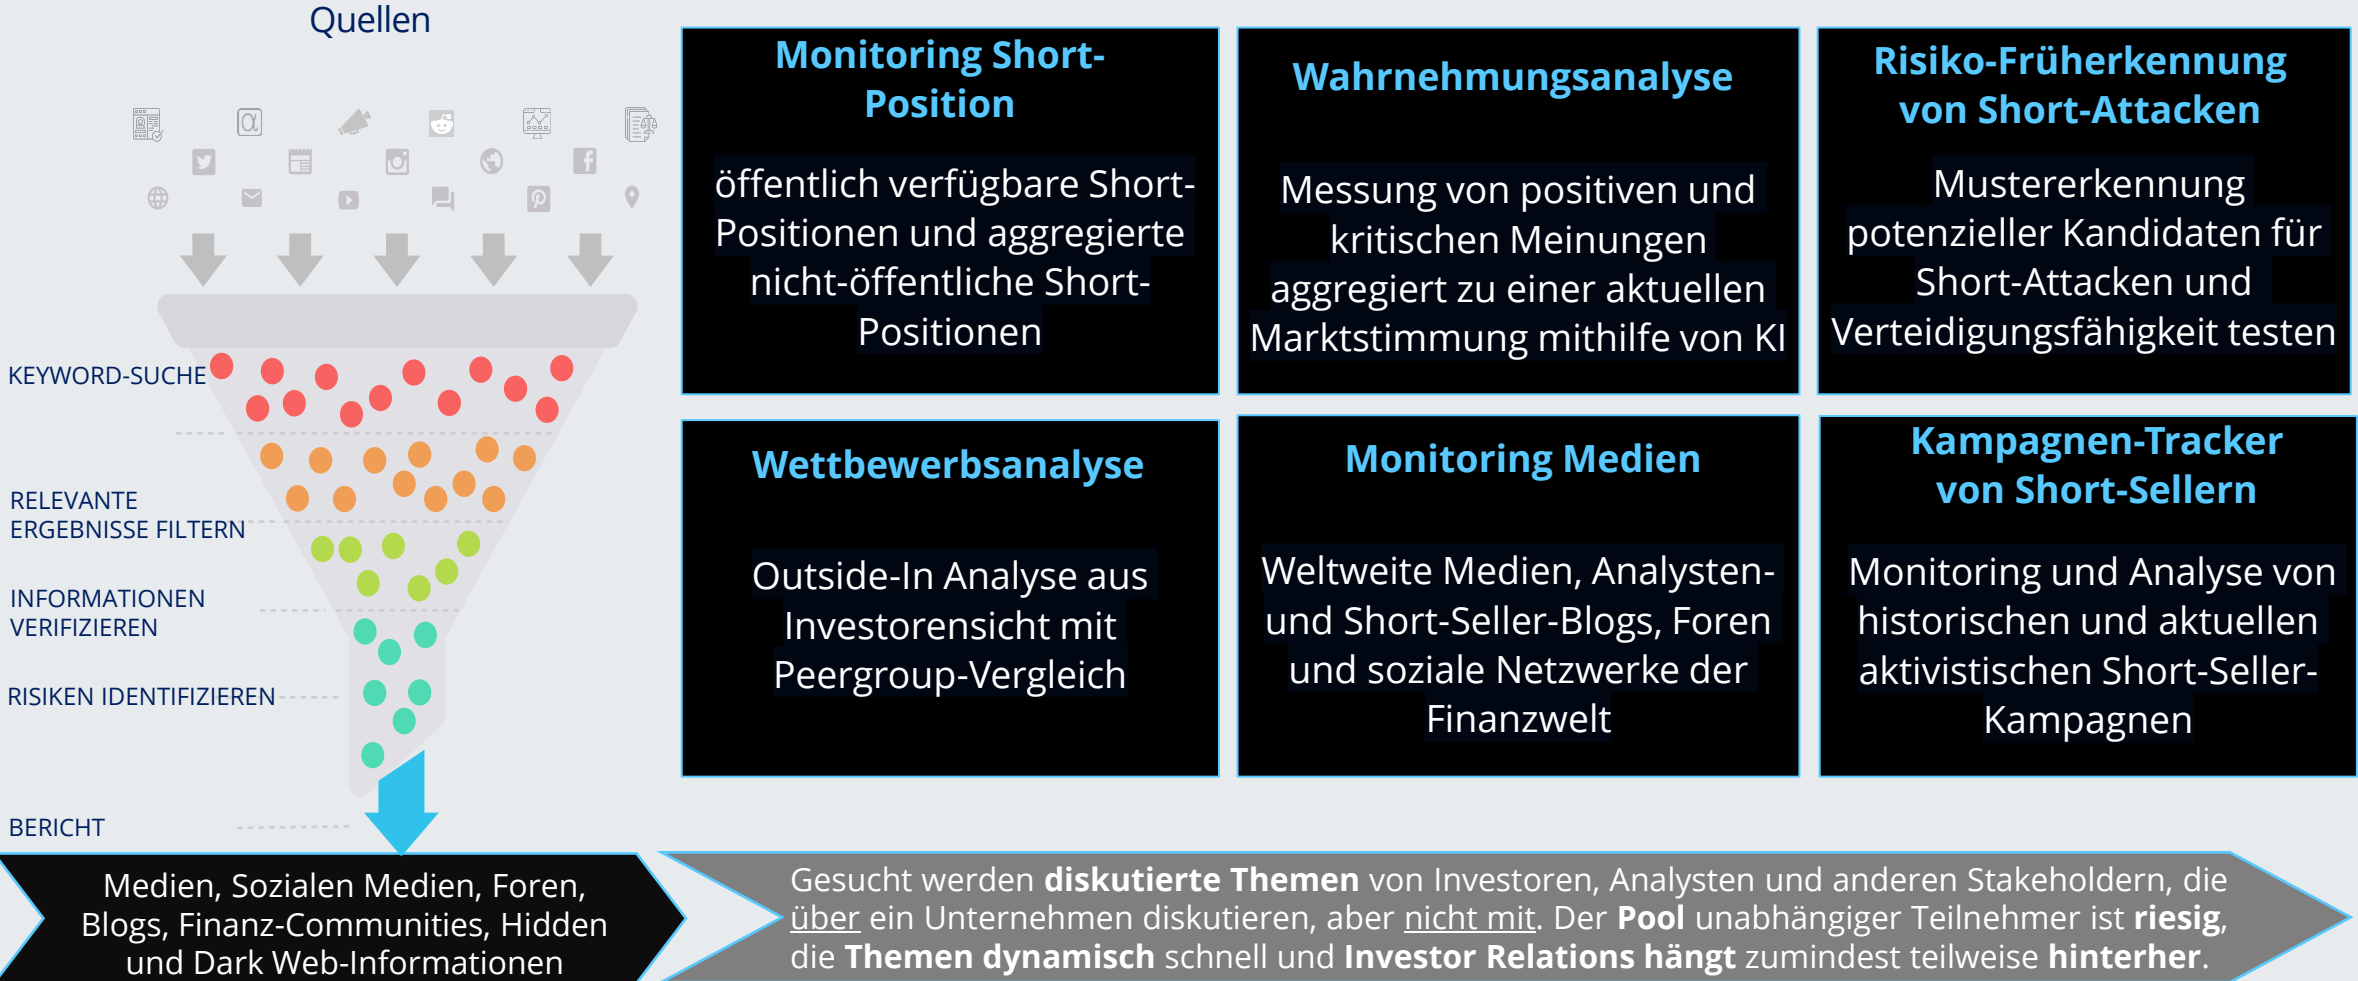 Quellen
KEYWORD-SUCHE
RELEVANTE
ERGEBNISSE FILTERN
INFORMATIONEN
VERIFIZIEREN
RISIKEN IDENTIFIZIEREN
BERICHT
Monitoring Short-
Position
öffentlich verfügbare Short-
Positionen und aggregierte
nicht-öffentliche Short-
Positionen
Wahrnehmungsanalyse
Messung von positiven und
kritischen Meinungen
aggregiert zu einer aktuellen
Marktstimmung mithilfe von KI
Risiko-Früherkennung
von Short-Attacken
Mustererkennung
potenzieller Kandidaten für
Short-Attacken und
Verteidigungsfähigkeit testen
Wettbewerbsanalyse
Outside-In Analyse aus
Investorensicht mit
Peergroup-Vergleich
Monitoring Medien
Weltweite Medien, Analysten-
und Short-Seller-Blogs, Foren
und soziale Netzwerke der
Finanzwelt
Kampagnen-Tracker
von Short-Sellern
Monitoring und Analyse von
historischen und aktuellen
aktivistischen Short-Seller-
Kampagnen
Medien, Sozialen Medien, Foren,
Blogs, Finanz-Communities, Hidden
und Dark Web-Informationen
Gesucht werden diskutierte Themen von Investoren, Analysten und anderen Stakeholdern, die
über ein Unternehmen diskutieren, aber nicht mit. Der Pool unabhängiger Teilnehmer ist riesig,
die Themen dynamisch schnell und Investor Relations hängt zumindest teilweise hinterher.